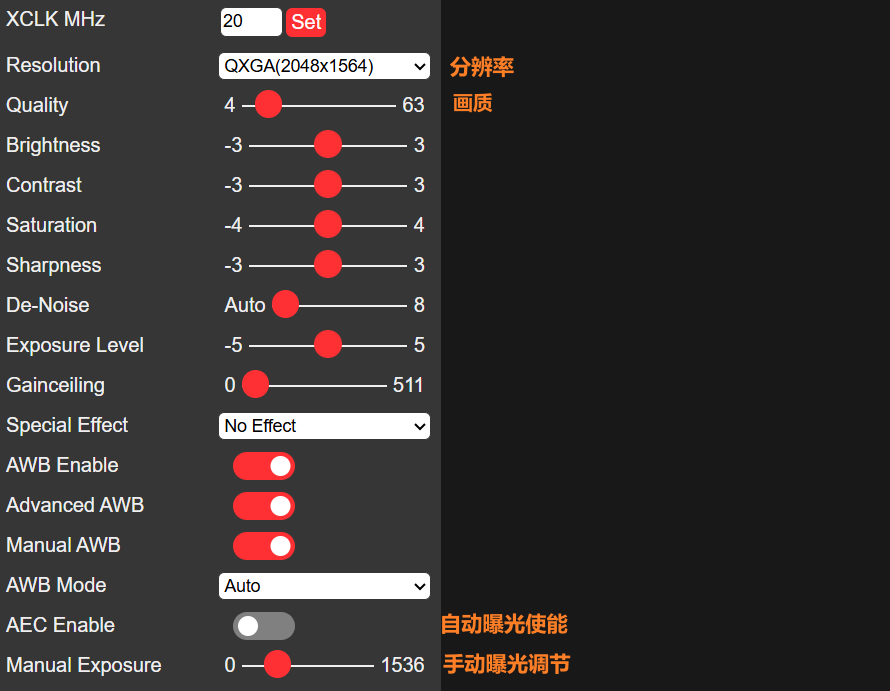 XCLK MHz 20 Set
Resolution QXGA(2048x1564) 分辨率
Quality 4 63 画质
Brightness -3 3
Contrast -3 3
Saturation -4 4
Sharpness -3 3
De-Noise Auto 8
Exposure Level -5 5
Gainceiling 0 511
Special Effect No Effect
AWB Enable
Advanced AWB
Manual AWB
AWB Mode Auto
AEC Enable 自动曝光使能
Manual Exposure 0 1536 手动曝光调节